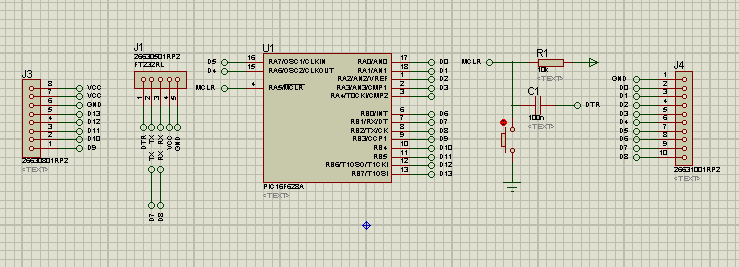 J3
8 VCC
7 VCC
6 GND
5 D13
4 D12
3 D11
2 D10
1 D9
26630801RP2
<TEXT>
J1
26630501RP2
FT232RL
1 2 3 4 5
DTR TX RX VCC GND
TX RX
D7 D8
U1
D5 16 RA7/OSC1/CLKIN
D4 15 RA6/OSC2/CLKOUT
MCLR 4 RA5/MCLR
RA0/AN0 17 D0
RA1/AN1 18 D1
RA2/AN2/VREF 1 D2
RA3/AN3/CMP1 2 D3
RA4/T0CKI/CMP2 3
RB0/INT 6 D6
RB1/RX/DT 7 D7
RB2/TX/CK 8 D8
RB3/CCP1 9 D9
RB4 10 D10
RB5 11 D11
RB6/T1OSO/T1CKI 12 D12
RB7/T1OSI 13 D13
PIC16F628A
<TEXT>
MCLR
R1
10k
<TEXT>
C1
DTR
100n
<TEXT>
J4
GND 1
D0 2
D1 3
D2 4
D3 5
D4 6
D5 7
D6 8
D7 9
D8 10
26631001RP2
<TEXT>